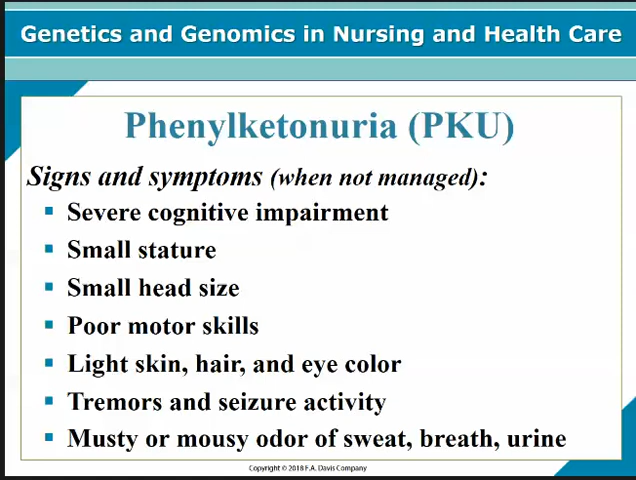 Genetics and Genomics in Nursing and Health Care
Phenylketonuria (PKU)
Signs and symptoms (when not managed):
Severe cognitive impairment
Small stature
Small head size
Poor motor skills
Light skin, hair, and eye color
Tremors and seizure activity
Musty or mousy odor of sweat, breath, urine
Copyright © 2018 F.A. Davis Company